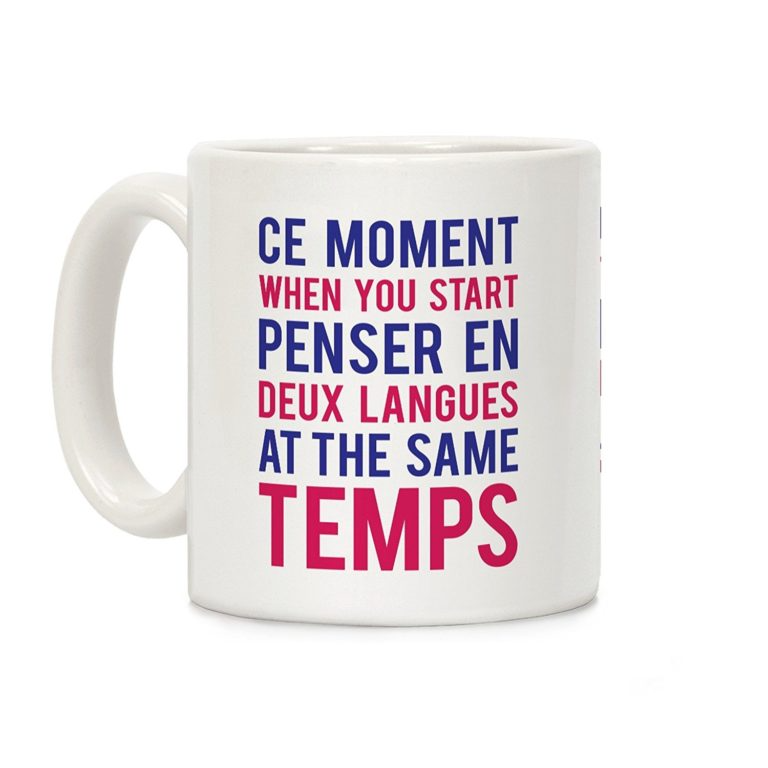 CE MOMENT
WHEN YOU START
PENSER EN
DEUX LANGUES
AT THE SAME
TEMPS